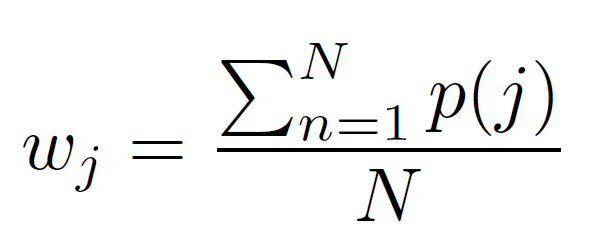 w_j = \frac{\sum_{n=1}^{N} p(j)}{N}